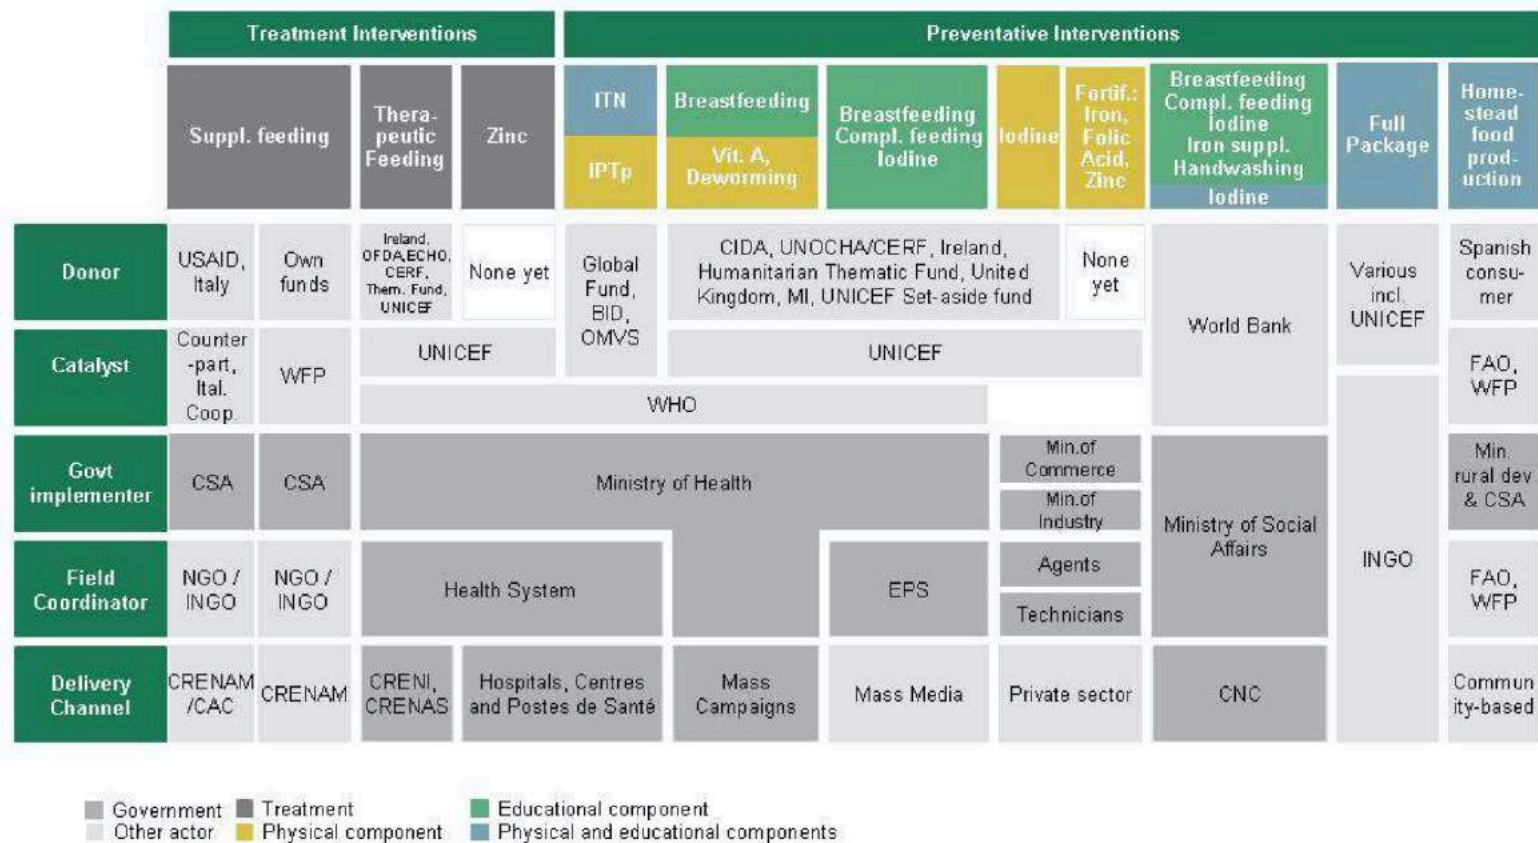 Treatment Interventions
Preventative Interventions
Suppl. feeding
Thera-
peutic
Feeding
Zinc
ITN
IPTp
Breastfeeding
Vit. A,
Deworming
Breastfeeding
Compl. feeding
Iodine
Iodine
Fortif.:
Iron,
Folic
Acid,
Zinc
Breastfeeding
Compl. feeding
Iodine
Iron suppl.
Handwashing
Iodine
Full
Package
Home-
stead
food
prod-
uction
Donor
USAID,
Italy
Own
funds
Ireland,
OFDA,ECHO,
CERF,
Them. Fund,
UNICEF
None yet
Global
Fund,
BID,
OMVS
CIDA, UNOCHA/CERF, Ireland,
Humanitarian Thematic Fund, United
Kingdom, MI, UNICEF Set-aside fund
None
yet
World Bank
Various
incl.
UNICEF
Spanish
consu-
mer
Catalyst
Counter
-part,
Ital.
Coop.
WFP
UNICEF
UNICEF
FAO,
WFP
WHO
Govt
implementer
CSA
CSA
Ministry of Health
Min.of
Commerce
Min.of
Industry
Ministry of Social
Affairs
INGO
Min.
rural dev
& CSA
Field
Coordinator
NGO /
INGO
NGO /
INGO
Health System
EPS
Agents
Technicians
FAO,
WFP
Delivery
Channel
CRENAM
/CAC
CRENAM
CRENI,
CRENAS
Hospitals, Centres
and Postes de Santé
Mass
Campaigns
Mass Media
Private sector
CNC
Commun
ity-based
Government
Treatment
Educational component
Other actor
Physical component
Physical and educational components